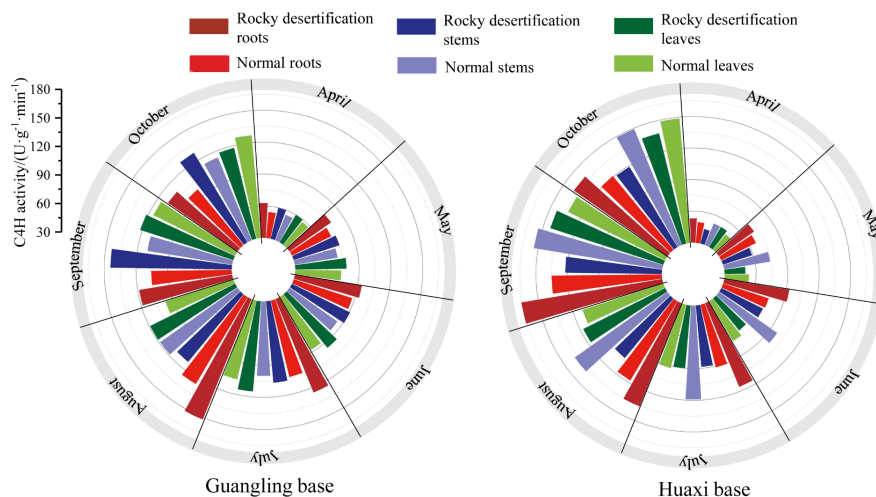 Rocky desertification
roots
Rocky desertification
stems
Rocky desertification
leaves
Normal roots
Normal stems
Normal leaves
C4H activity/(U·g⁻¹·min⁻¹)
180
150
120
90
60
30
April
May
June
July
August
September
October
Guangling base
April
May
June
July
August
September
October
Huaxi base